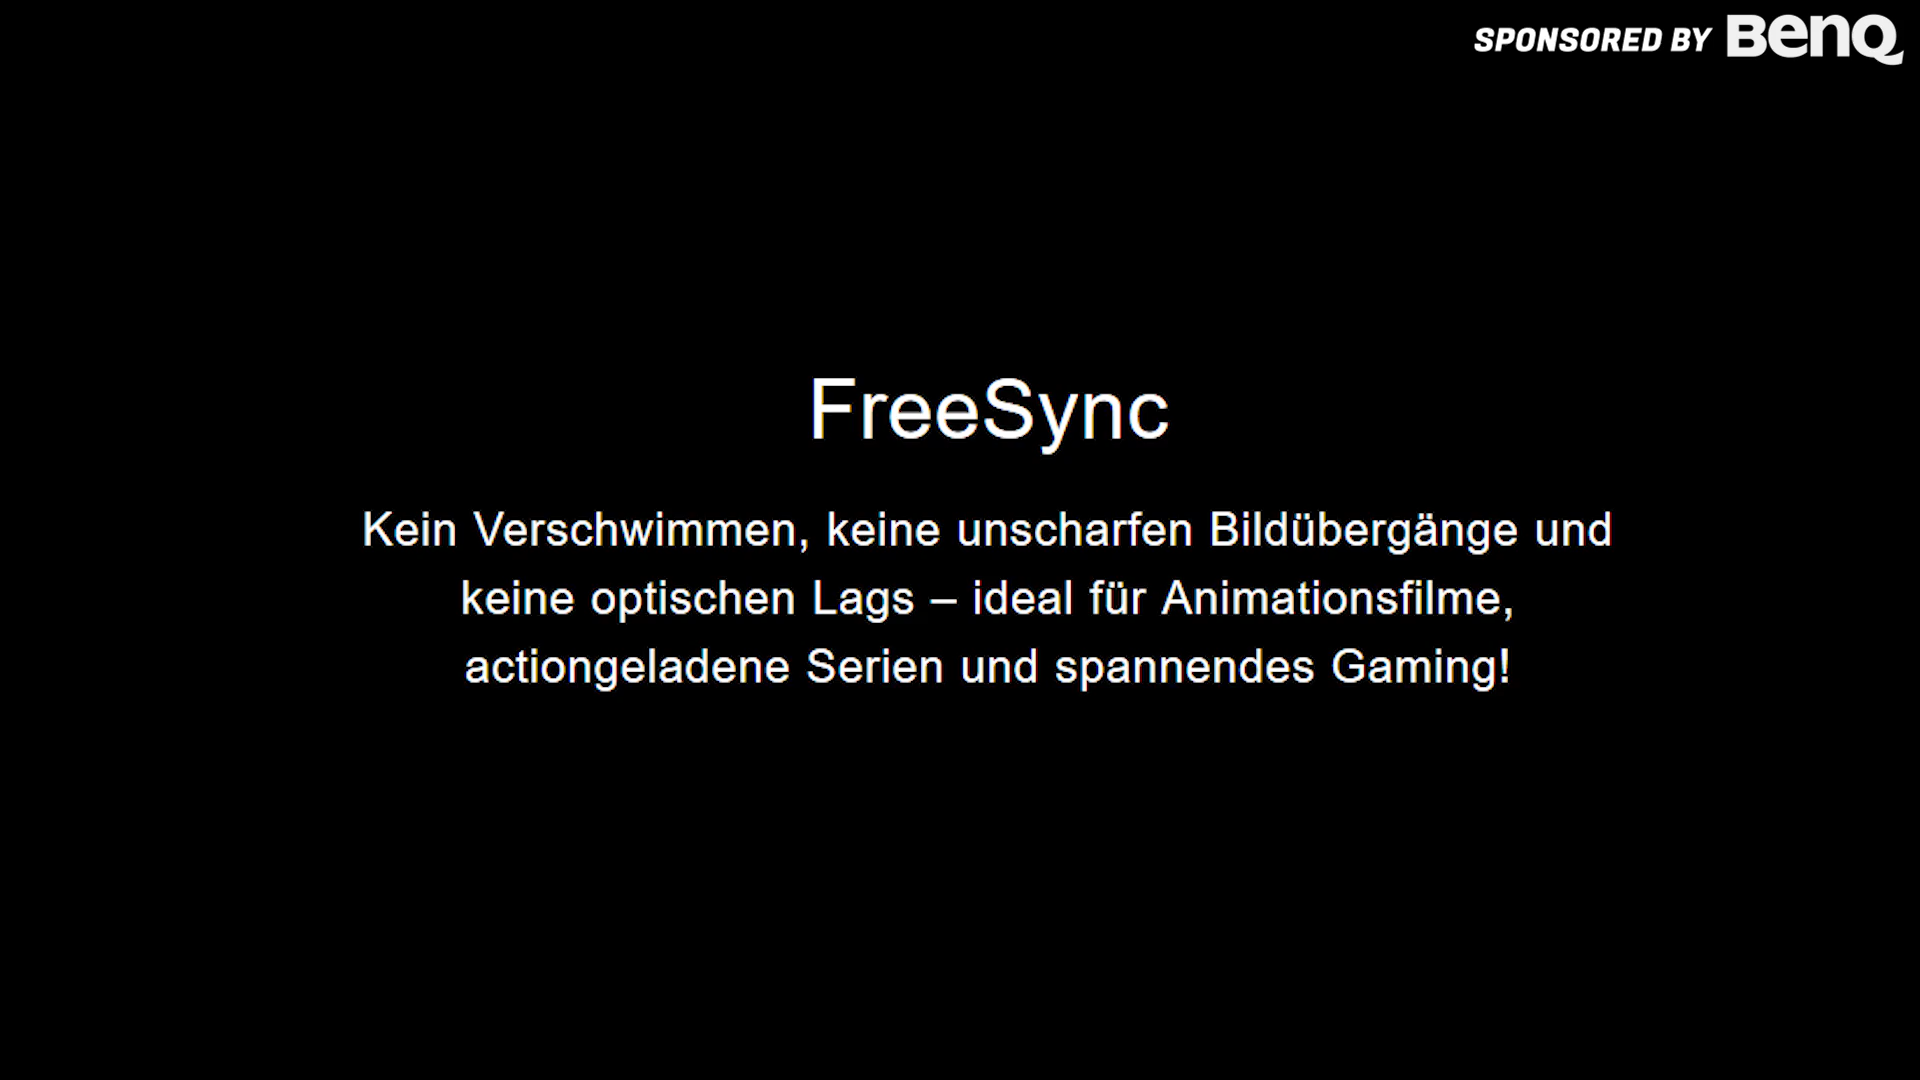 SPONSORED BY BenQ
FreeSync
Kein Verschwimmen, keine unscharfen Bildübergänge und
keine optischen Lags – ideal für Animationsfilme,
actiongeladene Serien und spannendes Gaming!